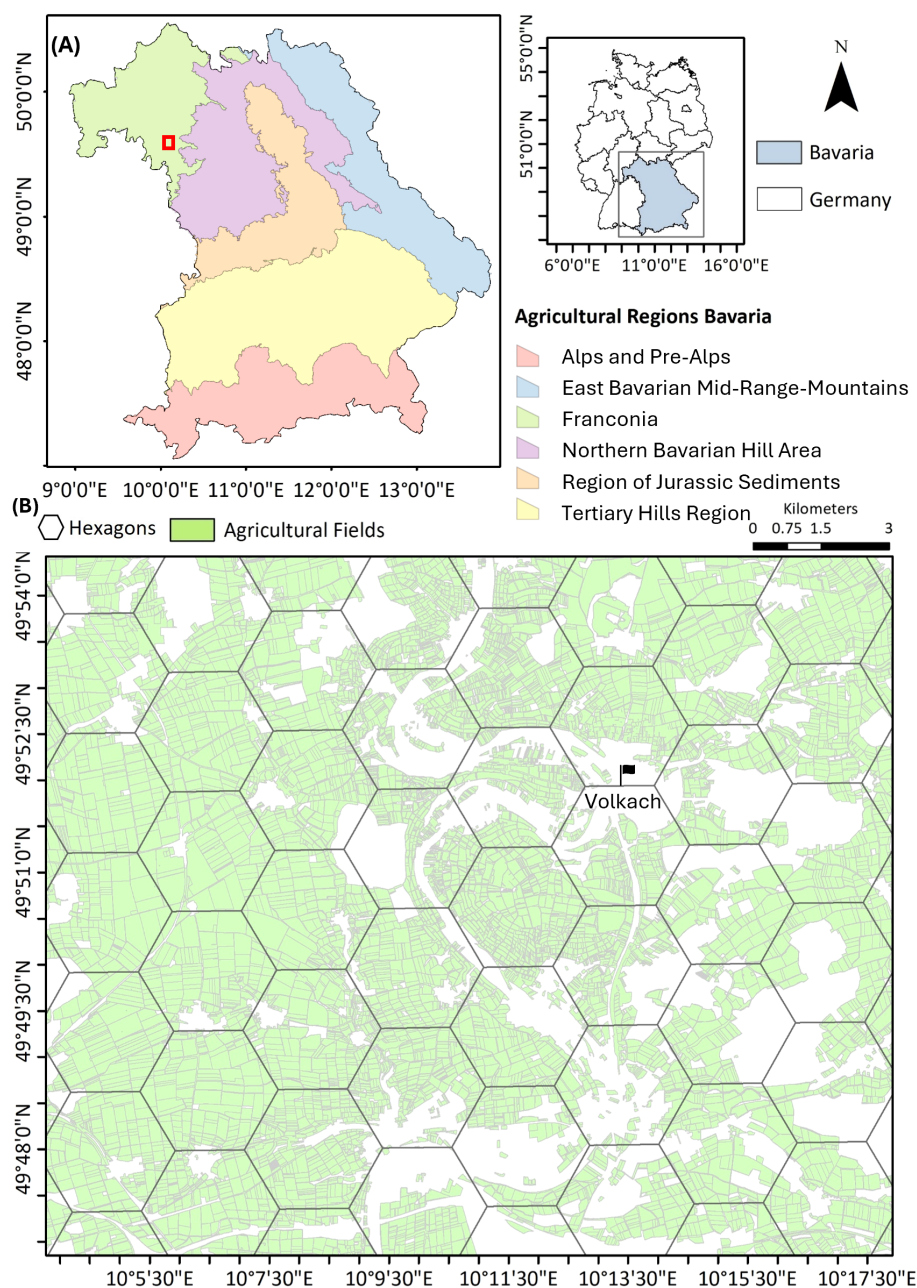 (A)
50°0'0"N
49°0'0"N
48°0'0"N
9°0'0"E 10°0'0"E 11°0'0"E 12°0'0"E 13°0'0"E
55°0'0"N
51°0'0"N
6°0'0"E 11°0'0"E 16°0'0"E
N
Bavaria
Germany
Agricultural Regions Bavaria
Alps and Pre-Alps
East Bavarian Mid-Range-Mountains
Franconia
Northern Bavarian Hill Area
Region of Jurassic Sediments
Tertiary Hills Region
(B)
Hexagons Agricultural Fields
Kilometers
0 0.75 1.5 3
49°54'0"N
49°52'30"N
49°51'0"N
49°49'30"N
49°48'0"N
Volkach
10°5'30"E 10°7'30"E 10°9'30"E 10°11'30"E 10°13'30"E 10°15'30"E 10°17'30"E